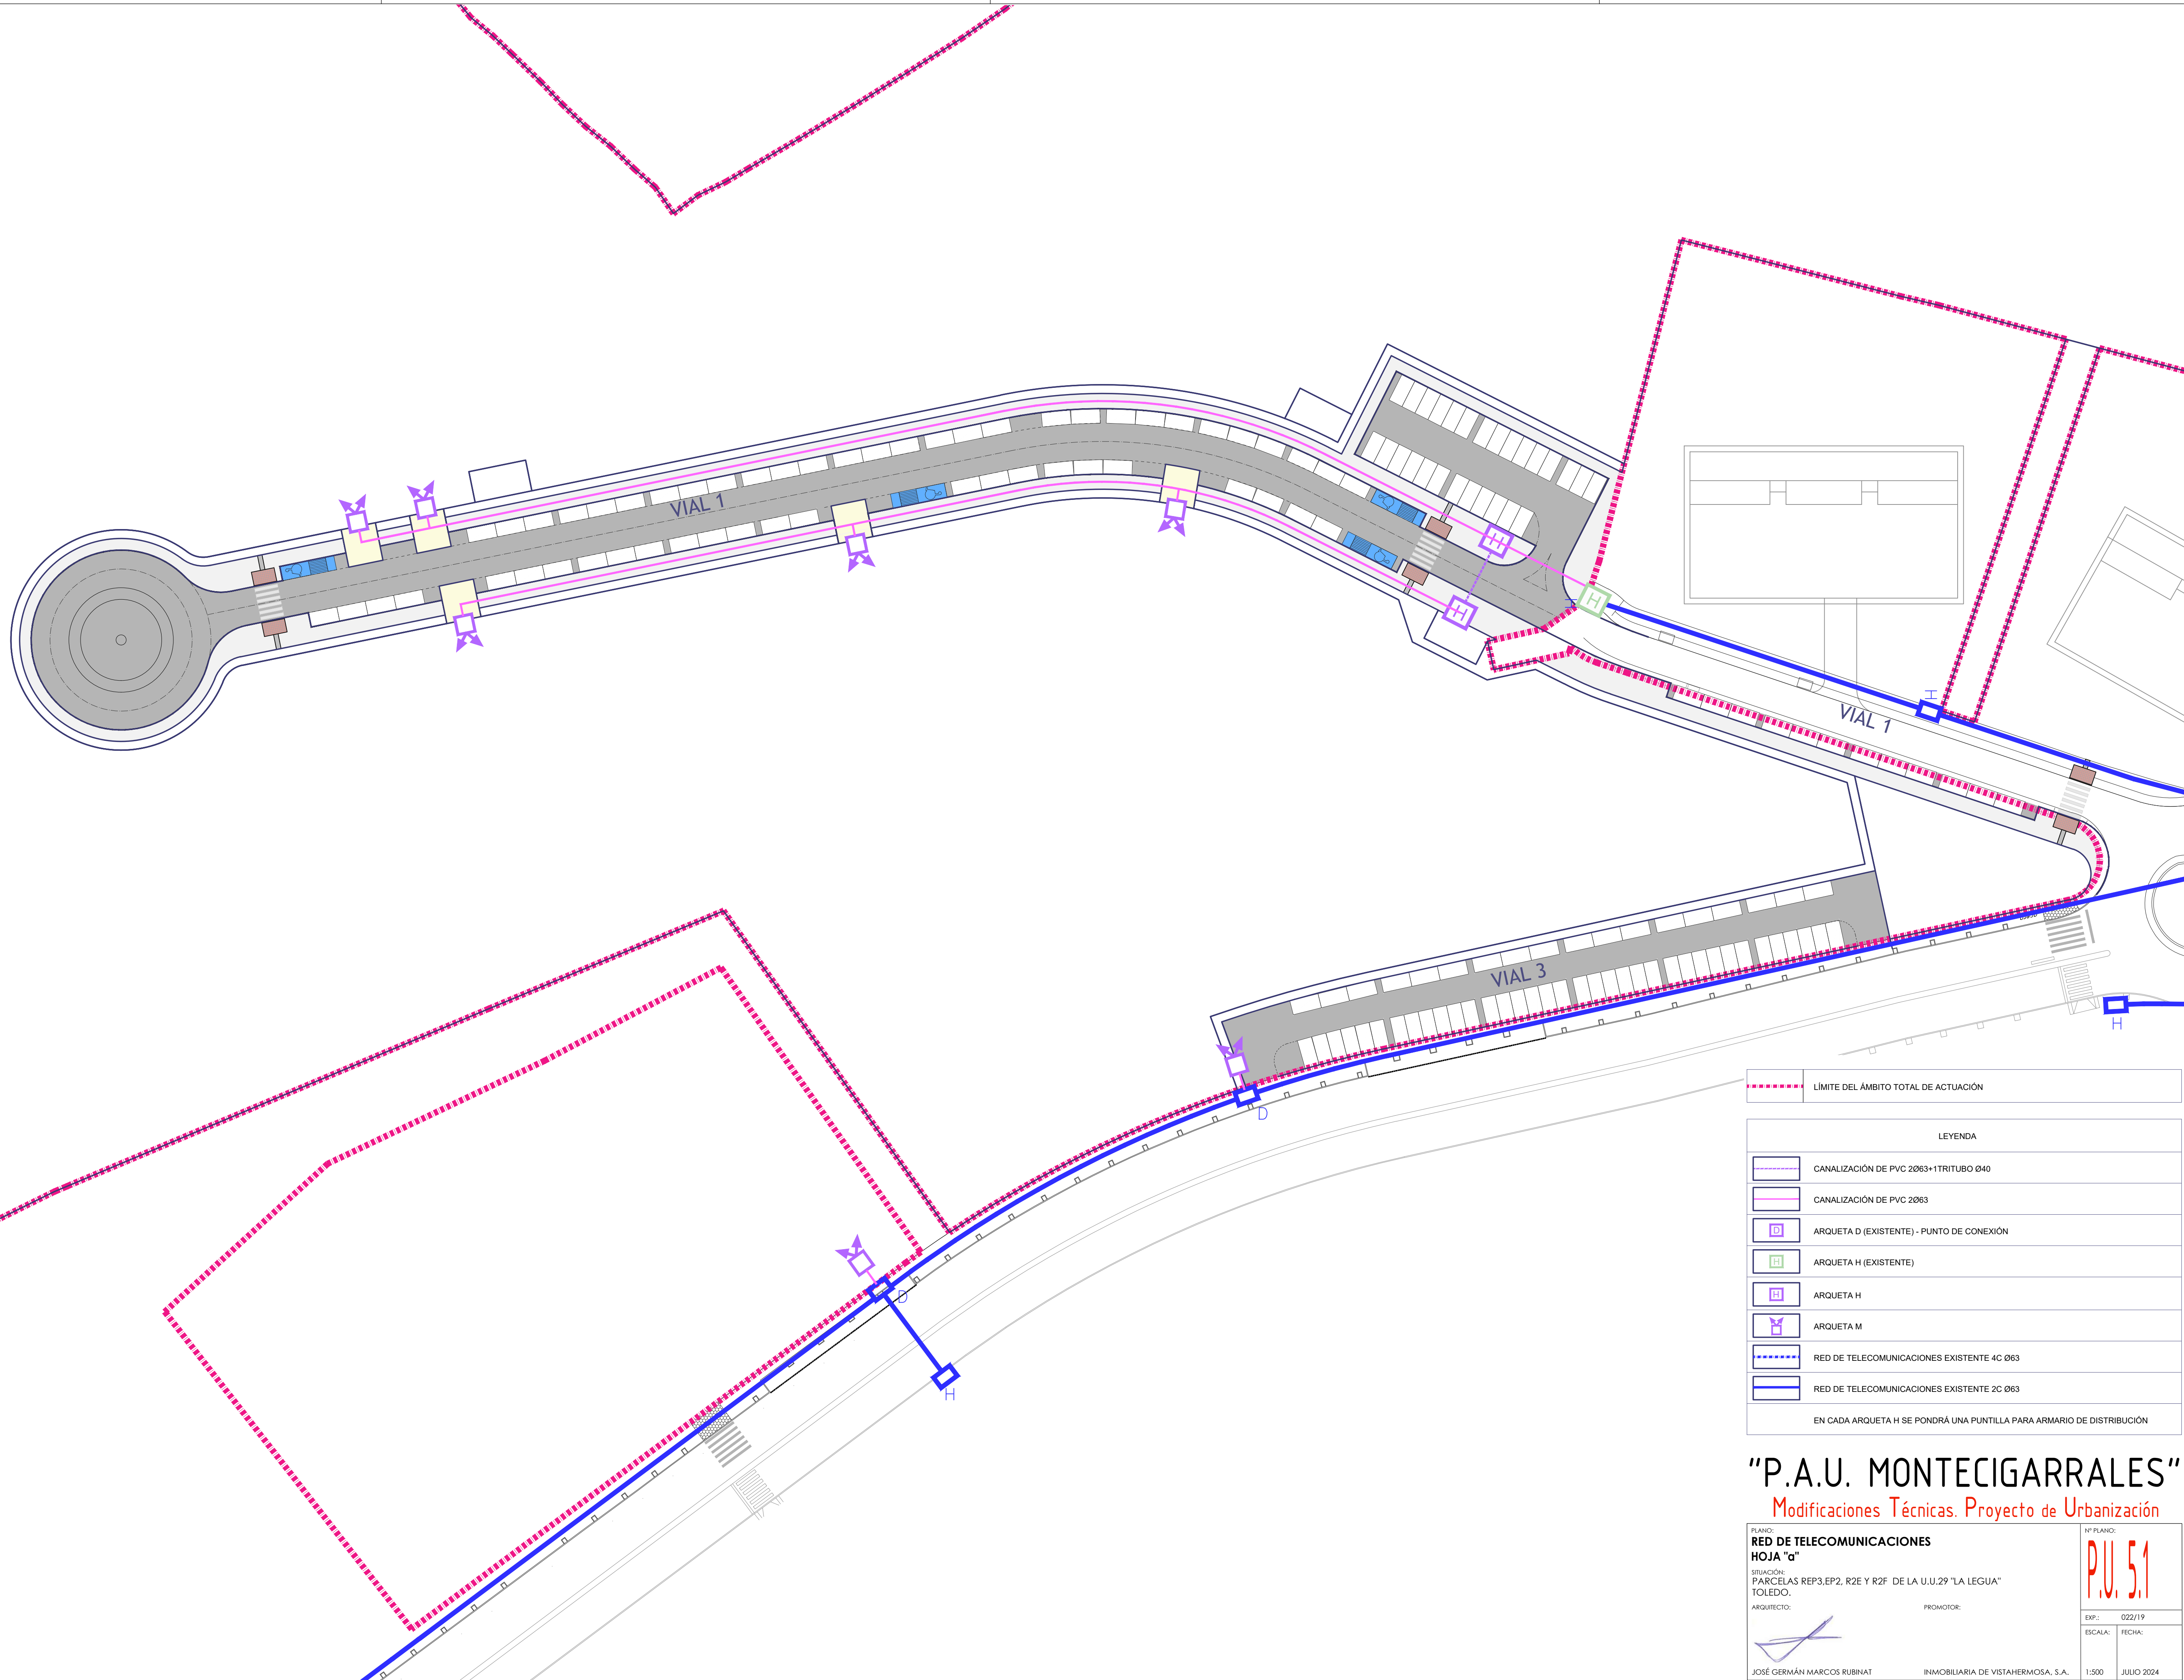 VIAL 1
H
H
H
H
H
VIAL 1
VIAL 3
H
D
D
H
LÍMITE DEL ÁMBITO TOTAL DE ACTUACIÓN
LEYENDA
CANALIZACIÓN DE PVC 2Ø63+1TRITUBO Ø40
CANALIZACIÓN DE PVC 2Ø63
D ARQUETA D (EXISTENTE) - PUNTO DE CONEXIÓN
H ARQUETA H (EXISTENTE)
H ARQUETA H
ARQUETA M
RED DE TELECOMUNICACIONES EXISTENTE 4C Ø63
RED DE TELECOMUNICACIONES EXISTENTE 2C Ø63
EN CADA ARQUETA H SE PONDRÁ UNA PUNTILLA PARA ARMARIO DE DISTRIBUCIÓN
"P.A.U. MONTECIGARRALES"
Modificaciones Técnicas. Proyecto de Urbanización
PLANO:
RED DE TELECOMUNICACIONES
HOJA "a"
SITUACIÓN:
PARCELAS REP3,EP2, R2E Y R2F DE LA U.U.29 "LA LEGUA"
TOLEDO.
ARQUITECTO:
PROMOTOR:
JOSÉ GERMÁN MARCOS RUBINAT
INMOBILIARIA DE VISTAHERMOSA, S.A.
Nº PLANO:
P.U. 5.1
EXP.: 022/19
ESCALA: FECHA:
1:500 JULIO 2024